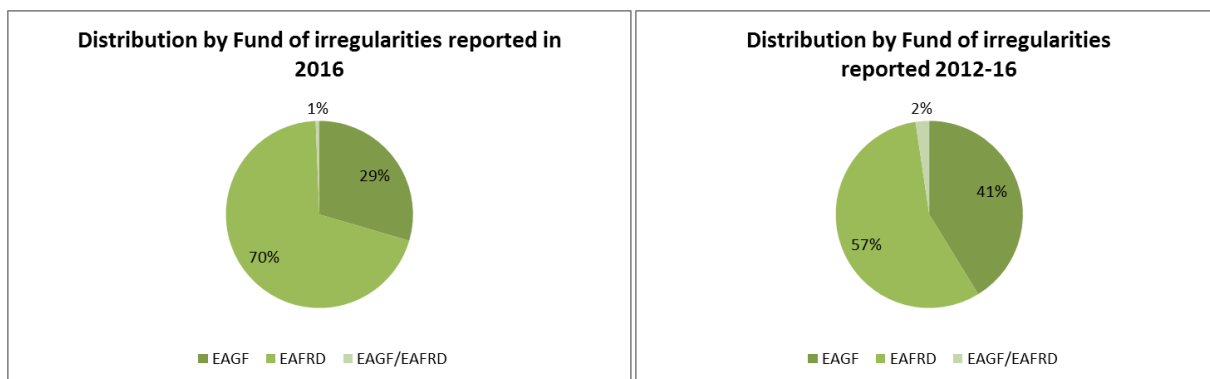 Distribution by Fund of irregularities reported in
2016
1%
29%
70%
EAGF EAFRD EAGF/EAFRD
Distribution by Fund of irregularities
reported 2012-16
2%
41%
57%
EAGF EAFRD EAGF/EAFRD